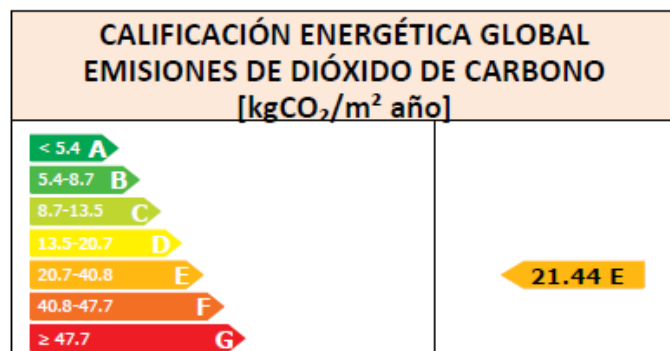 CALIFICACIÓN ENERGÉTICA GLOBAL
EMISIONES DE DIÓXIDO DE CARBONO
[kgCO₂/m² año]
< 5.4 A
5.4-8.7 B
8.7-13.5 C
13.5-20.7 D
20.7-40.8 E
21.44 E
40.8-47.7 F
≥ 47.7 G